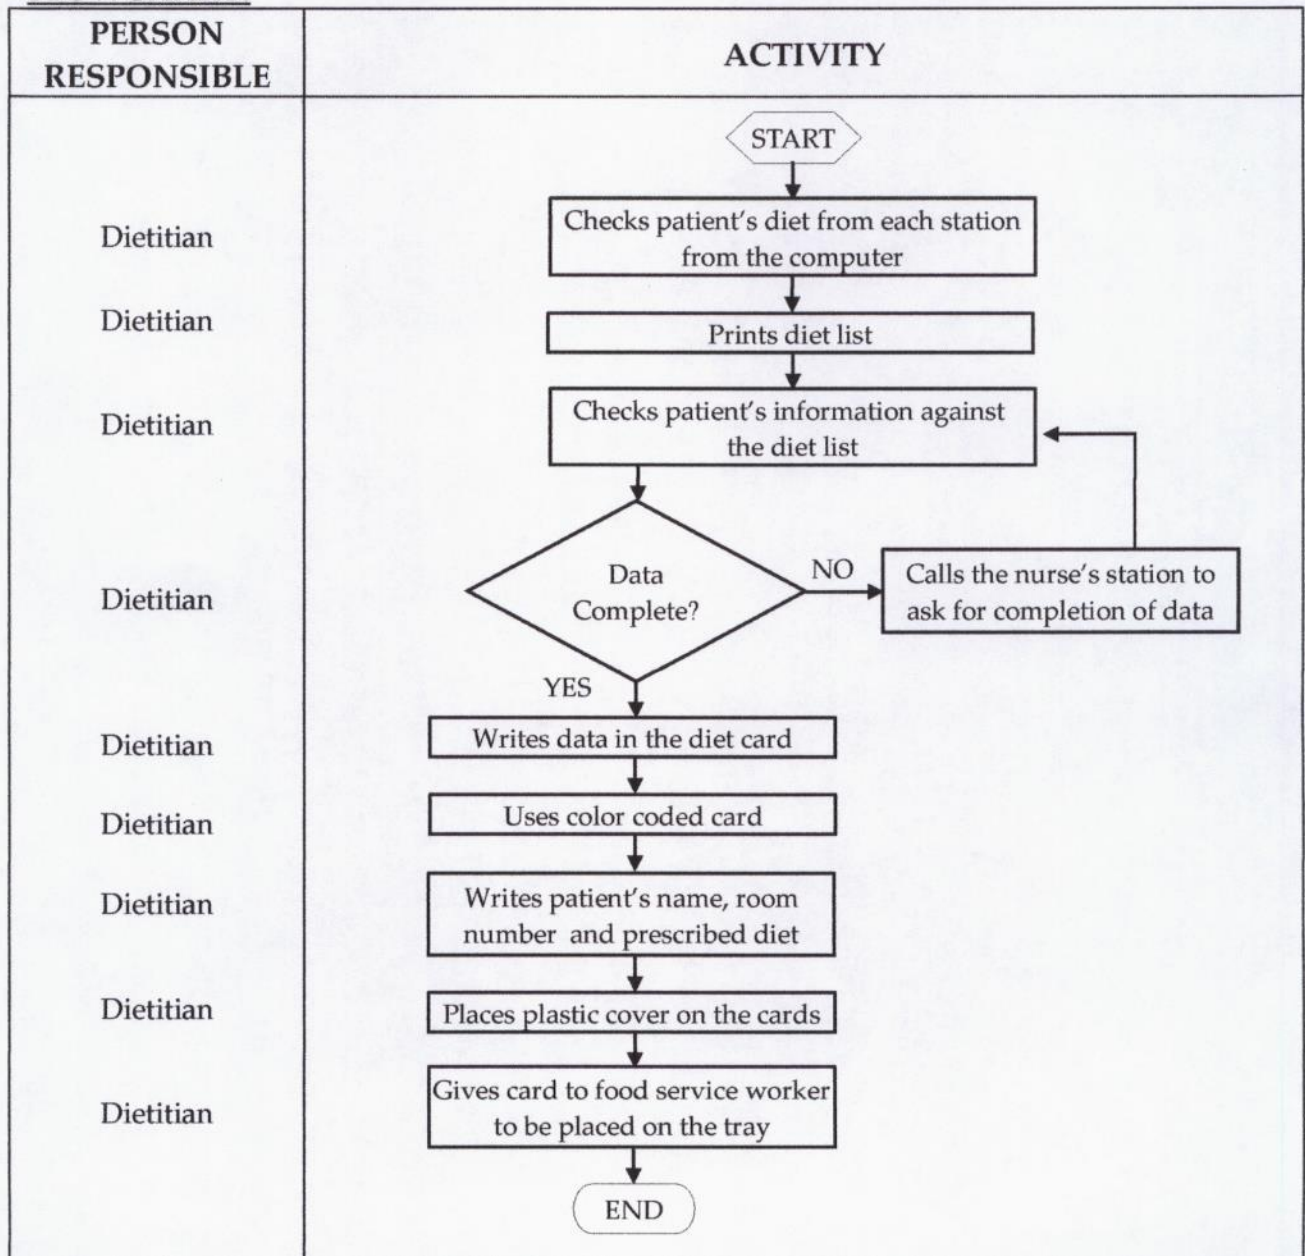 PERSON
RESPONSIBLE
ACTIVITY
START
Dietitian
Checks patient's diet from each station
from the computer
Dietitian
Prints diet list
Dietitian
Checks patient's information against
the diet list
Dietitian
Data
Complete?
NO
Calls the nurse's station to
ask for completion of data
YES
Dietitian
Writes data in the diet card
Dietitian
Uses color coded card
Dietitian
Writes patient's name, room
number and prescribed diet
Dietitian
Places plastic cover on the cards
Dietitian
Gives card to food service worker
to be placed on the tray
END